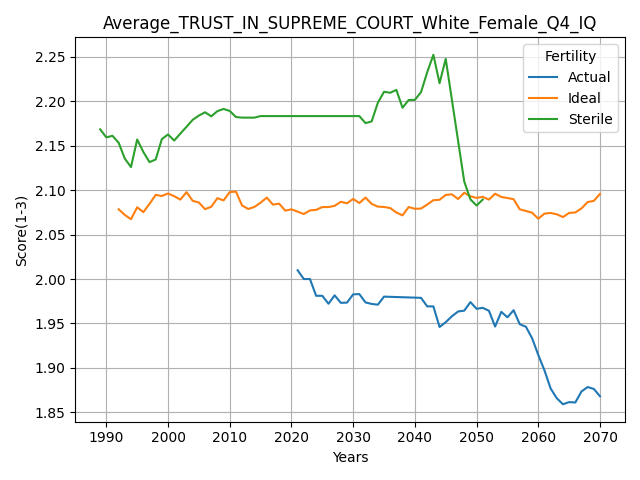 Average_TRUST_IN_SUPREME_COURT_White_Female_Q4_IQ
Fertility
Actual
Ideal
Sterile
Score(1-3)
2.25
2.20
2.15
2.10
2.05
2.00
1.95
1.90
1.85
1990 2000 2010 2020 2030 2040 2050 2060 2070
Years